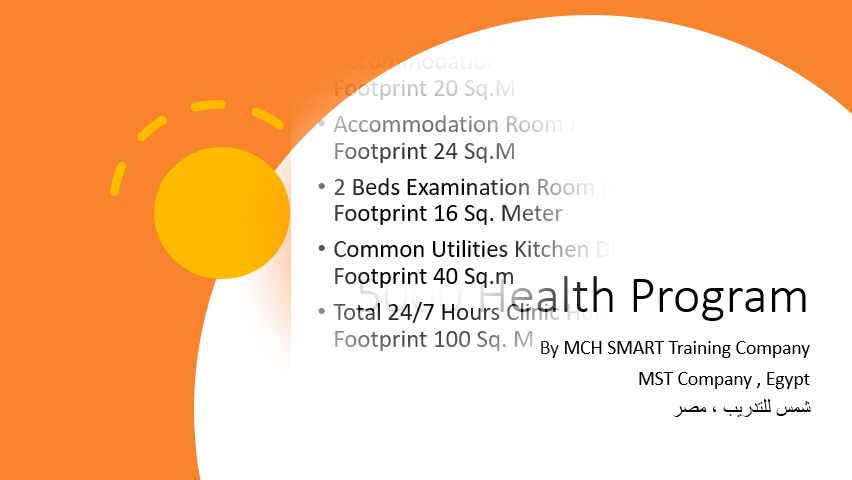 Accommodation
Footprint 20 Sq.M
• Accommodation Room
Footprint 24 Sq.M
• 2 Beds Examination Room
Footprint 16 Sq. Meter
• Common Utilities Kitchen
Footprint 40 Sq.m
5000 Health Program
• Total 24/7 Hours Clinic
Footprint 100 Sq. M
By MCH SMART Training Company
MST Company , Egypt
شمس للتدريب ، مصر